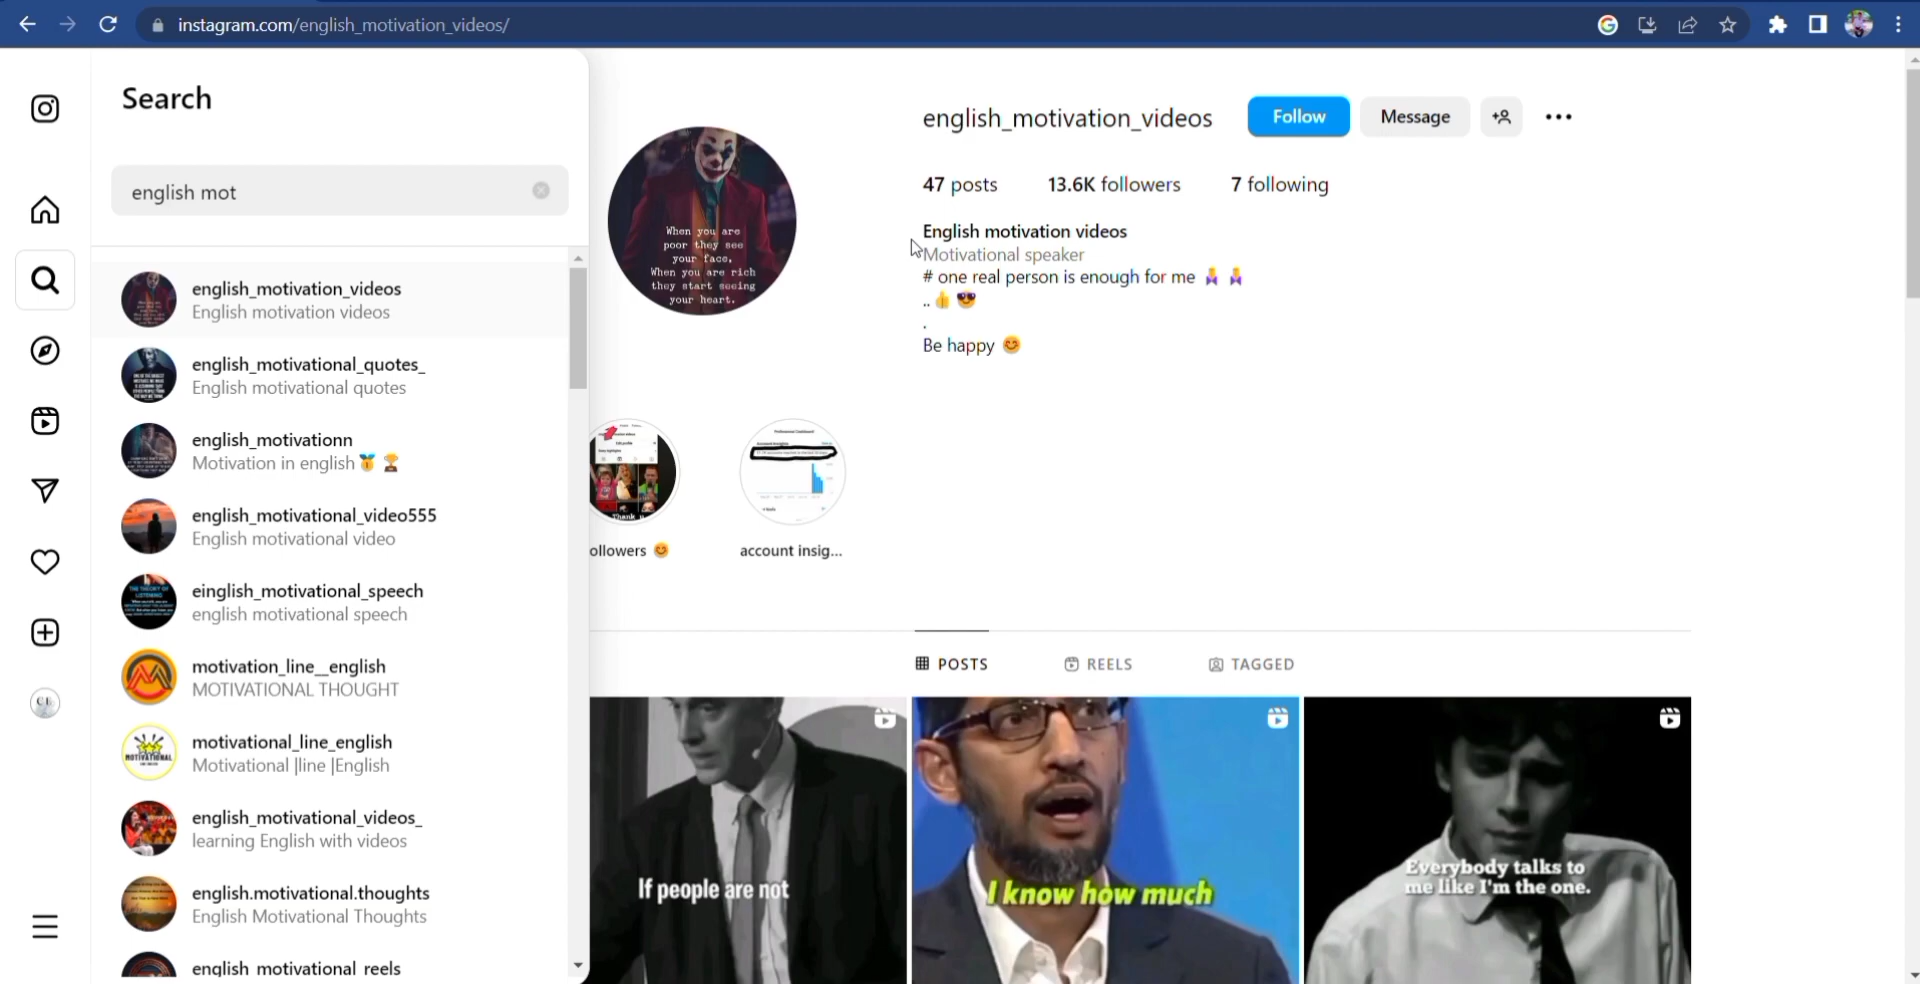 instagram.com/english_motivation_videos/
Search
english mot
english_motivation_videos
English motivation videos
english_motivational_quotes_
English motivational quotes
english_motivationn
Motivation in english🥇 🏆
english_motivational_video555
English motivational video
einglish_motivational_speech
english motivational speech
motivation_line__english
MOTIVATIONAL THOUGHT
motivational_line_english
Motivational |line |English
english_motivational_videos_
learning English with videos
english.motivational.thoughts
English Motivational Thoughts
english_motivational_reels
When you are
poor they see
your face.
When you are rich
they start seeing
your heart.
english_motivation_videos
Follow
Message
47 posts 13.6K followers 7 following
English motivation videos
Motivational speaker
# one real person is enough for me 🧜‍♀️ 🧜‍♀️
.. 👍 😎
.
Be happy 😊
ollowers 😊
account insig...
POSTS
REELS
TAGGED
If people are not
I know how much
Everybody talks to
me like I'm the one.
MOTIVATIONAL
Thank u